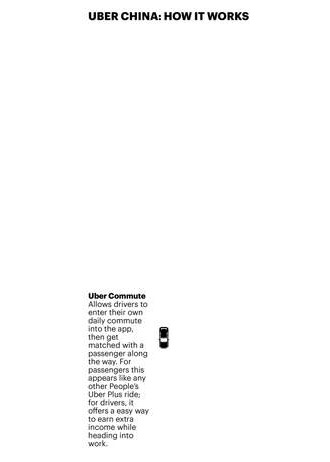 UBER CHINA: HOW IT WORKS
Uber Commute
Allows drivers to
enter their own
daily commute
into the app,
then get
matched with a
passenger along
the way. For
passengers this
appears like any
other People's
Uber Plus ride;
for drivers, it
offers a easy way
to earn extra
income while
heading into
work.